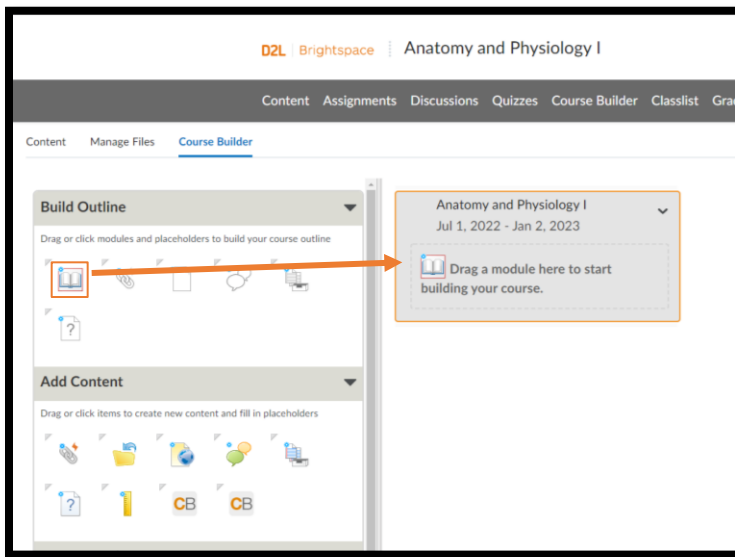 D2L Brightspace Anatomy and Physiology I
Content Assignments Discussions Quizzes Course Builder Classlist Grad
Content Manage Files Course Builder
Build Outline
Drag or click modules and placeholders to build your course outline
?
Add Content
Drag or click items to create new content and fill in placeholders
? CB CB
Anatomy and Physiology I
Jul 1, 2022 - Jan 2, 2023
Drag a module here to start
building your course.